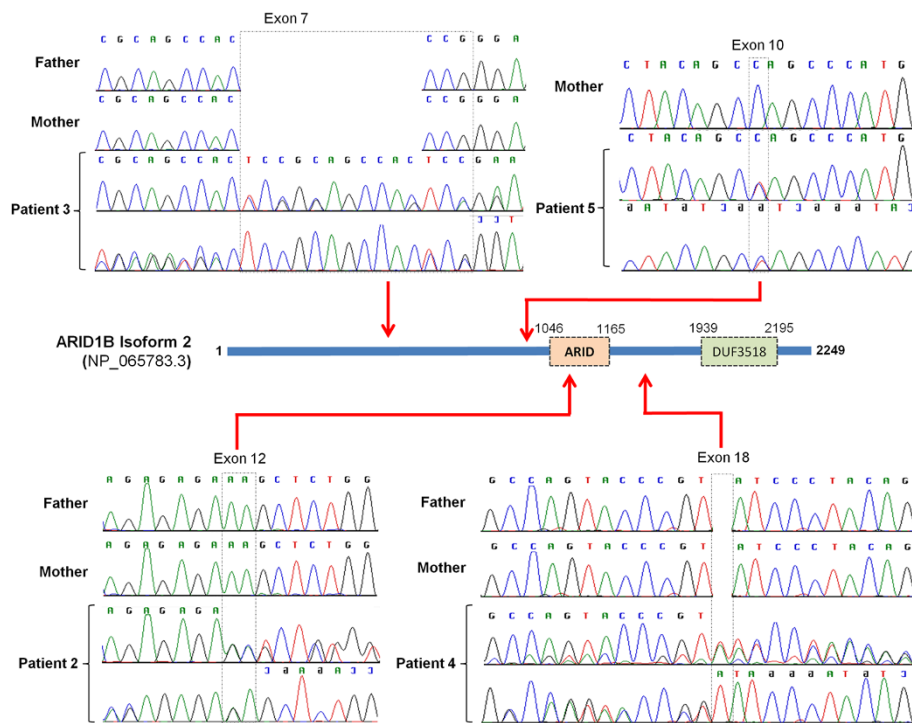 Exon 7
C G C A G C C A C C C G G G A
Father
Mother
C G C A G C C A C C C G G G A
Patient 3
C G C A G C C A C T C C G C A G C C A C T C C G A A
Exon 10
C T A C A G C C A G C C C A T G
Mother
C T A C A G C C A G C C C A T G
Patient 5
ARID1B Isoform 2
(NP_065783.3)
1
1046 1165
ARID
1939 2195
DUF3518
2249
Exon 12
A G A G A G A A A G C T C T G G
Father
A G A G A G A A A G C T C T G G
Mother
A G A G A G A
Patient 2
Exon 18
G C C A G T A C C C G T A T C C C T A C A G
Father
G C C A G T A C C C G T A T C C C T A C A G
Mother
G C C A G T A C C C G T
Patient 4